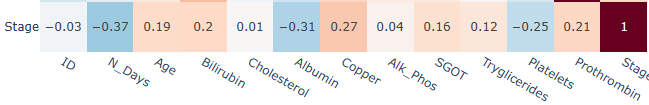 Stage −0.03 −0.37 0.19 0.2 0.01 −0.31 0.27 0.04 0.16 0.12 −0.25 0.21 1
ID N_Days Age Bilirubin Cholesterol Albumin Copper Alk_Phos SGOT Tryglicerides Platelets Prothrombin Stage